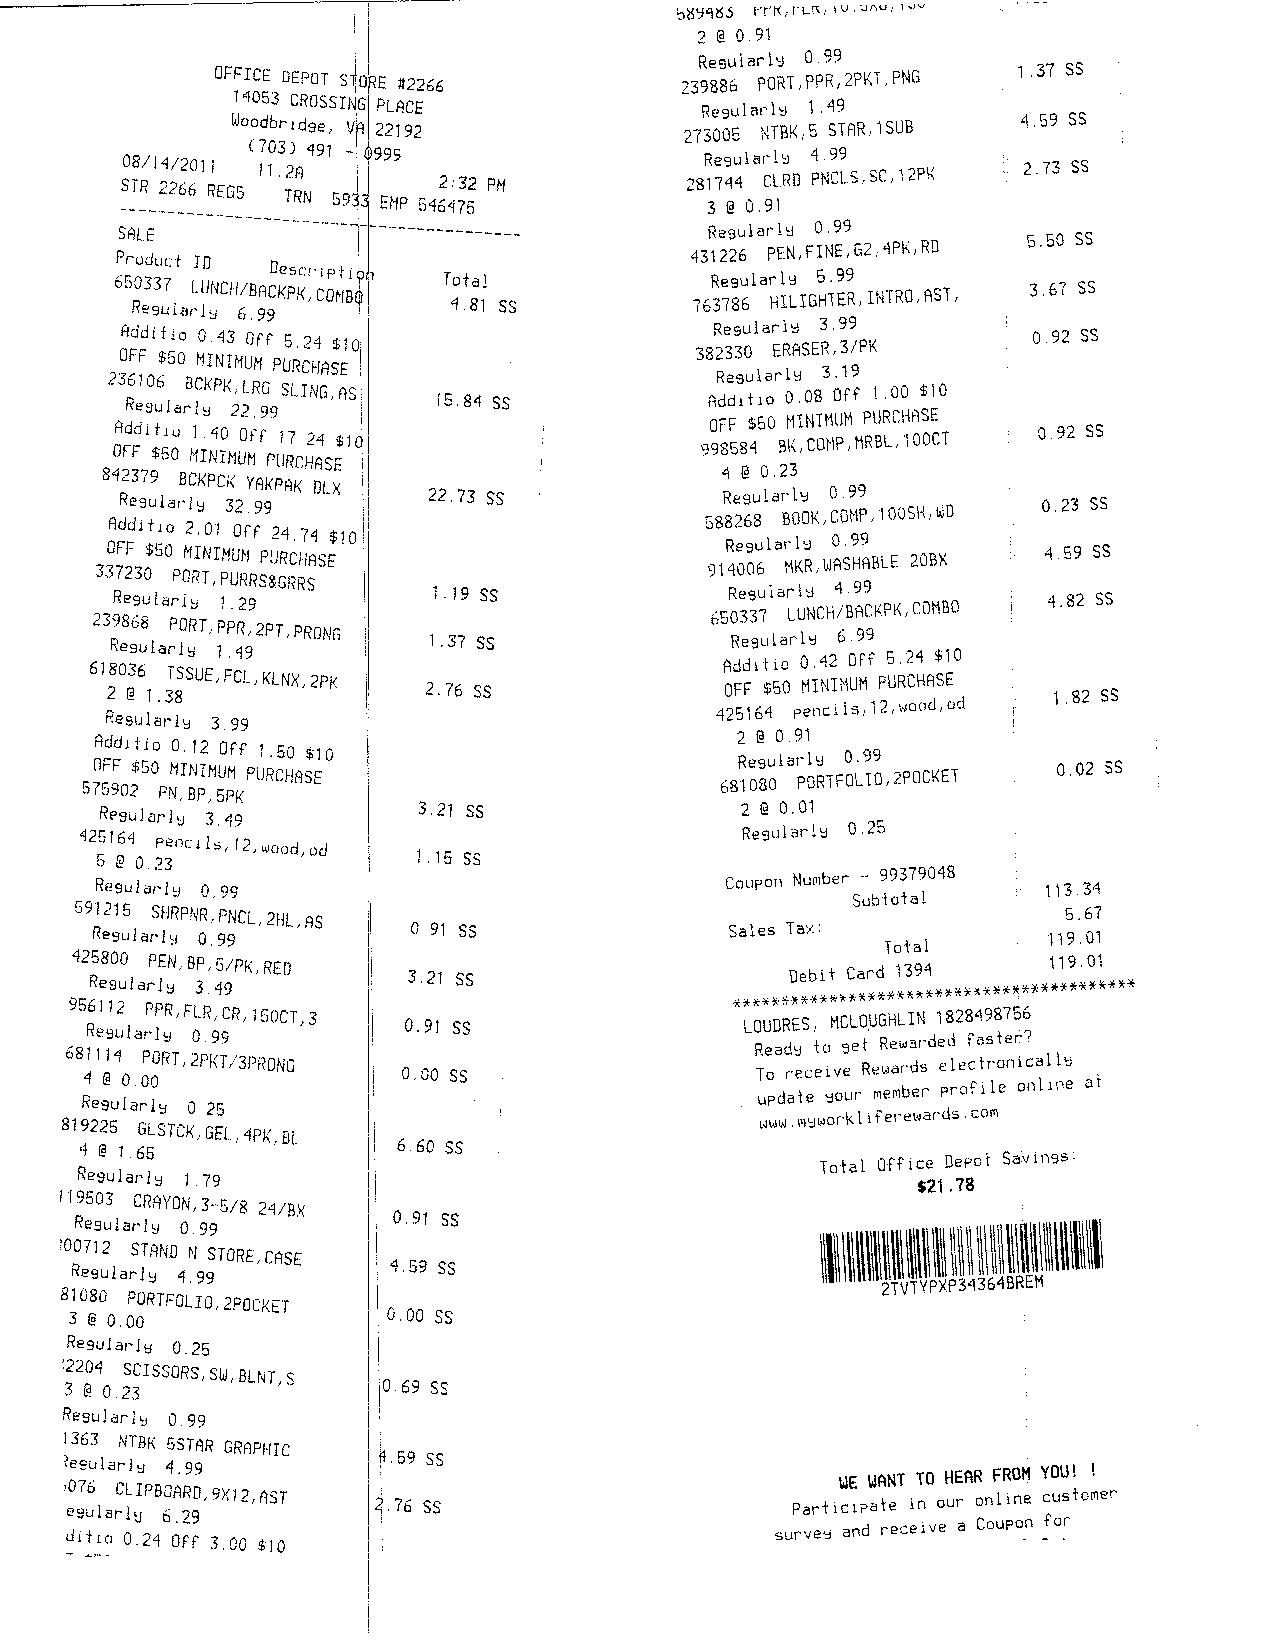 OFFICE DEPOT STORE #2266
14053 CROSSING PLACE
Woodbridge, VA 22192
(703) 491 - 0995
08/14/2011 11.2A 2:32 PM
STR 2266 REG5 TRN 5933 EMP 546475
SALE
Product ID Description Total
650337 LUNCH/BACKPK,COMBO 4.81 SS
Regularly 6.99
Additio 0.43 Off 5.24 $10
OFF $50 MINIMUM PURCHASE
236106 BCKPK,LRG SLING,AS 15.84 SS
Regularly 22.99
Additio 1.40 Off 17 24 $10
OFF $50 MINIMUM PURCHASE
842379 BCKPCK YAKPAK DLX 22.73 SS
Regularly 32.99
Additio 2.01 Off 24.74 $10
OFF $50 MINIMUM PURCHASE
337230 PORT,PURRS&GRRS 1.19 SS
Regularly 1.29
239868 PORT,PPR,2PT,PRONG 1.37 SS
Regularly 1.49
618036 TSSUE,FCL,KLNX,2PK 2.76 SS
2 @ 1.38
Regularly 3.99
Additio 0.12 Off 1.50 $10
OFF $50 MINIMUM PURCHASE
575902 PN,BP,5PK 3.21 SS
Regularly 3.49
425164 pencils,12,wood,od 1.15 SS
5 @ 0.23
Regularly 0.99
591215 SHRPNR,PNCL,2HL,AS 0 91 SS
Regularly 0.99
425800 PEN,BP,5/PK,RED 3.21 SS
Regularly 3.49
956112 PPR,FLR,CR,150CT,3 0.91 SS
Regularly 0.99
681114 PORT,2PKT/3PRONG 0.00 SS
4 @ 0.00
Regularly 0 25
819225 GLSTCK,GEL,4PK,BL 6.60 SS
4 @ 1.65
Regularly 1.79
119503 CRAYON,3-5/8 24/BX 0.91 SS
Regularly 0.99
00712 STAND N STORE,CASE 4.59 SS
Regularly 4.99
81080 PORTFOLIO,2POCKET 0.00 SS
3 @ 0.00
Regularly 0.25
2204 SCISSORS,SW,BLNT,S 0.69 SS
3 @ 0.23
Regularly 0.99
1363 NTBK 5STAR GRAPHIC 4.59 SS
Regularly 4.99
076 CLIPBOARD,9X12,AST 2.76 SS
egularly 6.29
ditio 0.24 Off 3.00 $10
2 @ 0.91
Regularly 0.99
239886 PORT,PPR,2PKT,PNG 1.37 SS
Regularly 1.49
273005 NTBK,5 STAR,1SUB 4.59 SS
Regularly 4.99
281744 CLRD PNCLS,SC,12PK 2.73 SS
3 @ 0.91
Regularly 0.99
431226 PEN,FINE,G2,4PK,RD 5.50 SS
Regularly 5.99
763786 HILIGHTER,INTRO,AST, 3.67 SS
Regularly 3.99
382330 ERASER,3/PK 0.92 SS
Regularly 3.19
Additio 0.08 Off 1.00 $10
OFF $50 MINIMUM PURCHASE
998584 BK,COMP,MRBL,100CT 0.92 SS
4 @ 0.23
Regularly 0.99
588268 BOOK,COMP,100SH,WD 0.23 SS
Regularly 0.99
914006 MKR,WASHABLE 20BX 4.59 SS
Regularly 4.99
650337 LUNCH/BACKPK,COMBO 4.82 SS
Regularly 6.99
Additio 0.42 Off 5.24 $10
OFF $50 MINIMUM PURCHASE
425164 pencils,12,wood,od 1.82 SS
2 @ 0.91
Regularly 0.99
681080 PORTFOLIO,2POCKET 0.02 SS
2 @ 0.01
Regularly 0.25
Coupon Number - 99379048
Subtotal 113.34
Sales Tax: 5.67
Total 119.01
Debit Card 1394 119.01
****************************************
LOUDRES, MCLOUGHLIN 1828498756
Ready to get Rewarded faster?
To receive Rewards electronically
update your member profile online at
www.myworkliferewards.com
Total Office Depot Savings:
$21.78
2TVTYPXP34364BREM
WE WANT TO HEAR FROM YOU! !
Participate in our online customer
survey and receive a Coupon for